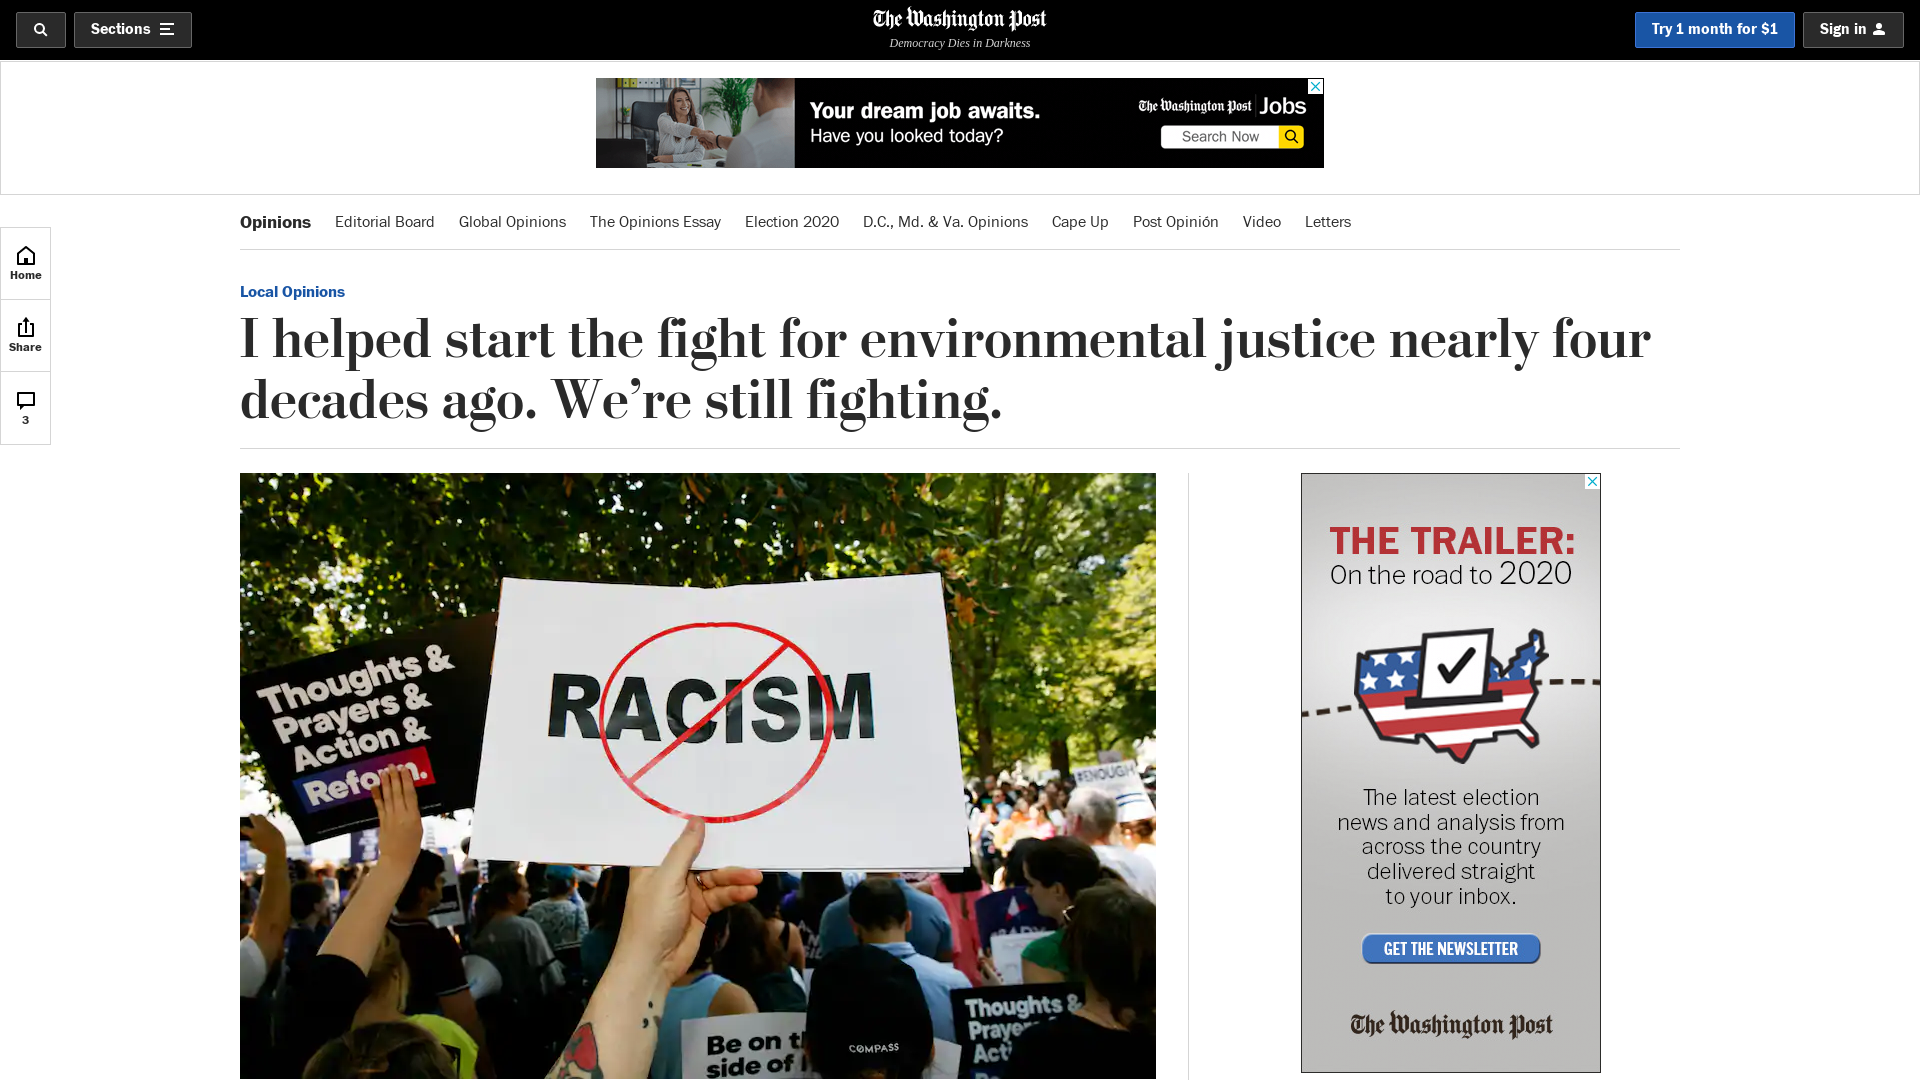 Sections
The Washington Post
Democracy Dies in Darkness
Try 1 month for $1
Sign in
Your dream job awaits.
Have you looked today?
The Washington Post Jobs
Search Now
Opinions Editorial Board Global Opinions The Opinions Essay Election 2020 D.C., Md. & Va. Opinions Cape Up Post Opinión Video Letters
Home
Share
3
Local Opinions
I helped start the fight for environmental justice nearly four
decades ago. We’re still fighting.
Thoughts &
Prayers &
Action &
Reform.
RACISM
#ENOUGH
COMPASS
Be on t
side of
Thoughts &
Praye
Acti
THE TRAILER:
On the road to 2020
The latest election
news and analysis from
across the country
delivered straight
to your inbox.
GET THE NEWSLETTER
The Washington Post